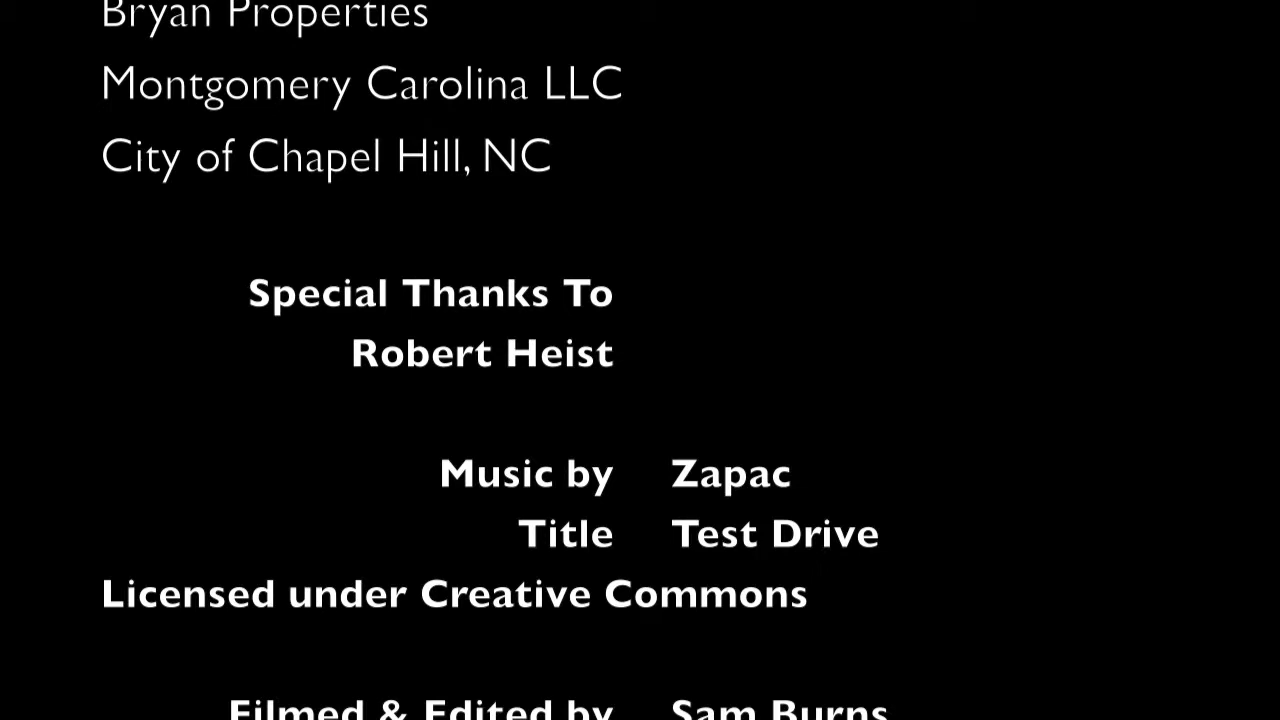 Bryan Properties
Montgomery Carolina LLC
City of Chapel Hill, NC
Special Thanks To
Robert Heist
Music by Zapac
Title Test Drive
Licensed under Creative Commons
Filmed & Edited by Sam Burns